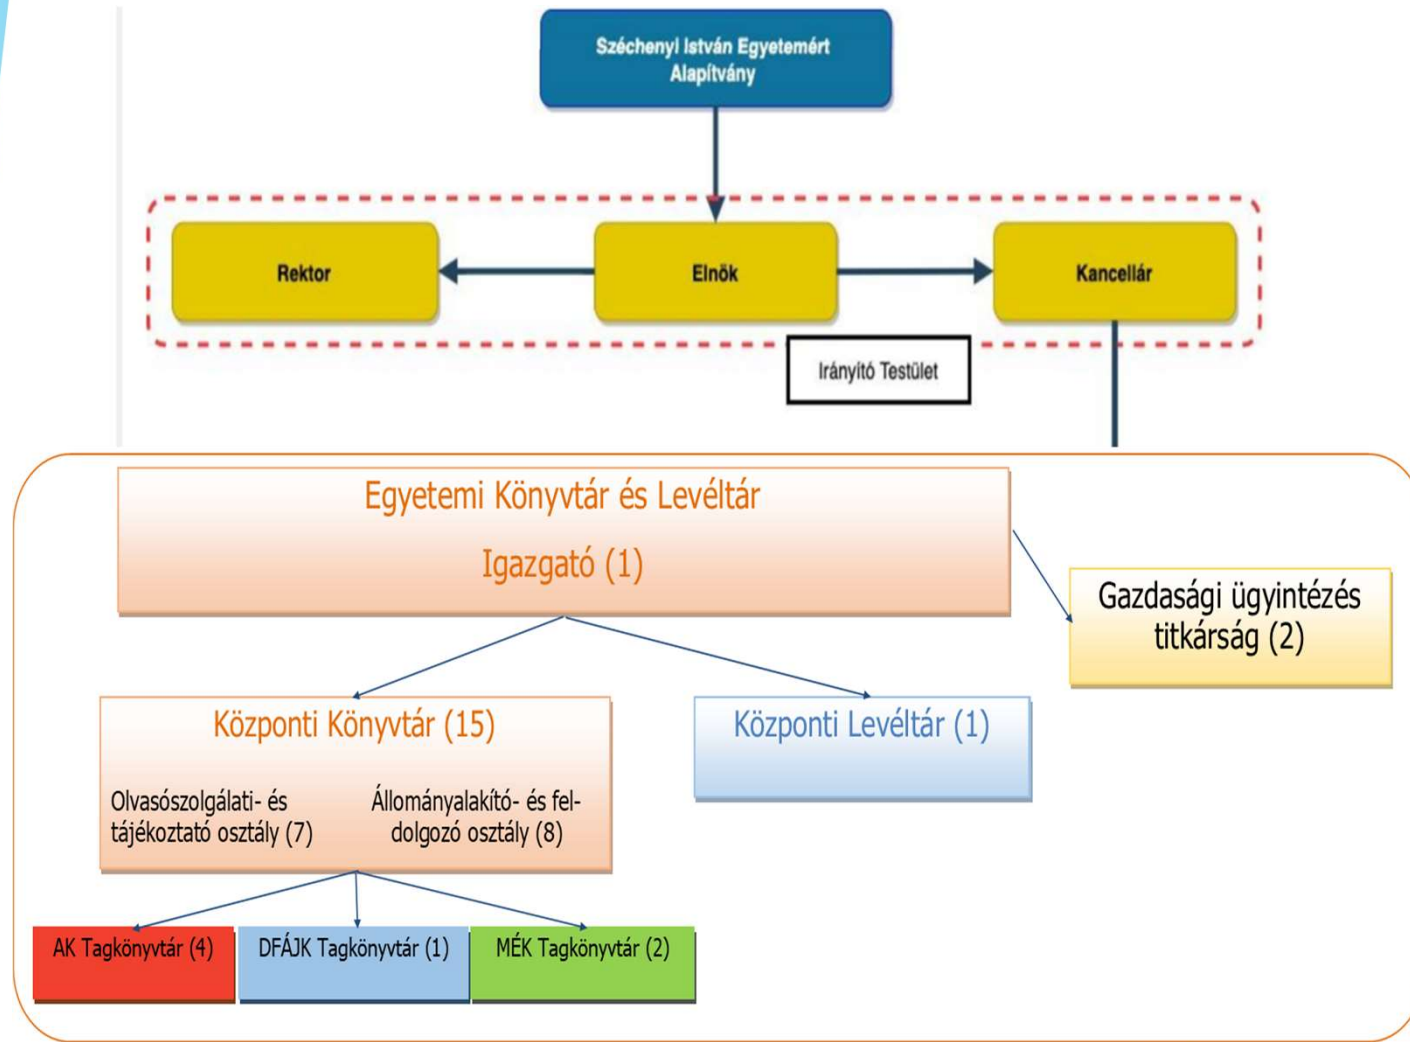 Széchenyi István Egyetemért
Alapítvány
Rektor
Elnök
Kancellár
Irányító Testület
Egyetemi Könyvtár és Levéltár
Igazgató (1)
Gazdasági ügyintézés
titkárság (2)
Központi Könyvtár (15)
Olvasószolgálati- és
tájékoztató osztály (7)
Állományalakító- és fel-
dolgozó osztály (8)
Központi Levéltár (1)
AK Tagkönyvtár (4)
DFÁJK Tagkönyvtár (1)
MÉK Tagkönyvtár (2)